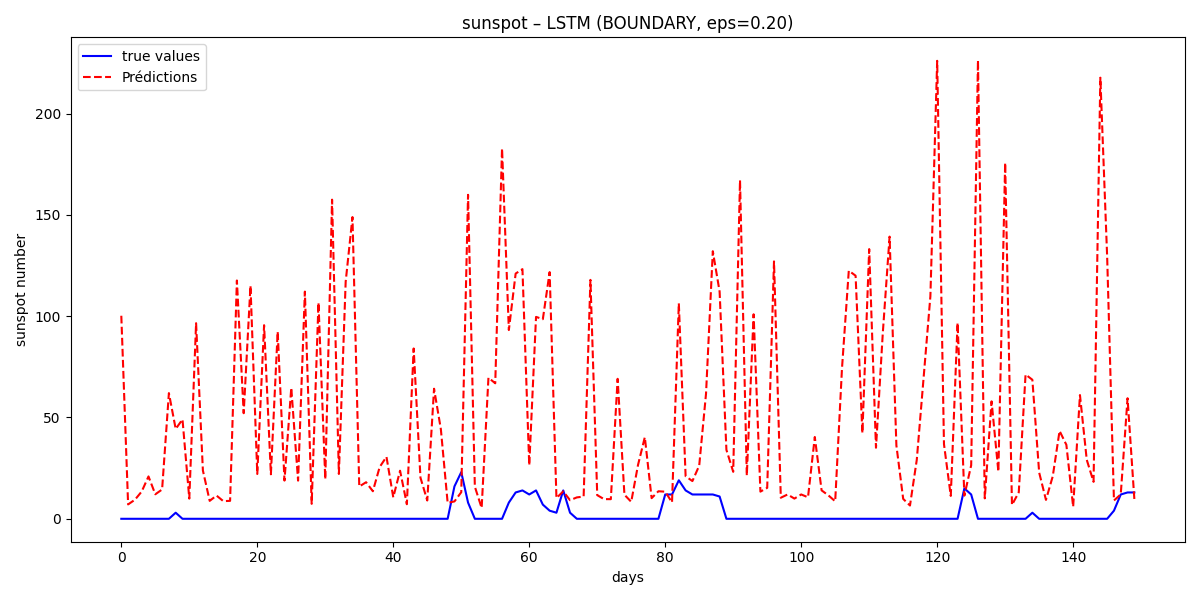 sunspot – LSTM (BOUNDARY, eps=0.20)
true values
Prédictions
sunspot number
200
150
100
50
0
0 20 40 60 80 100 120 140
days